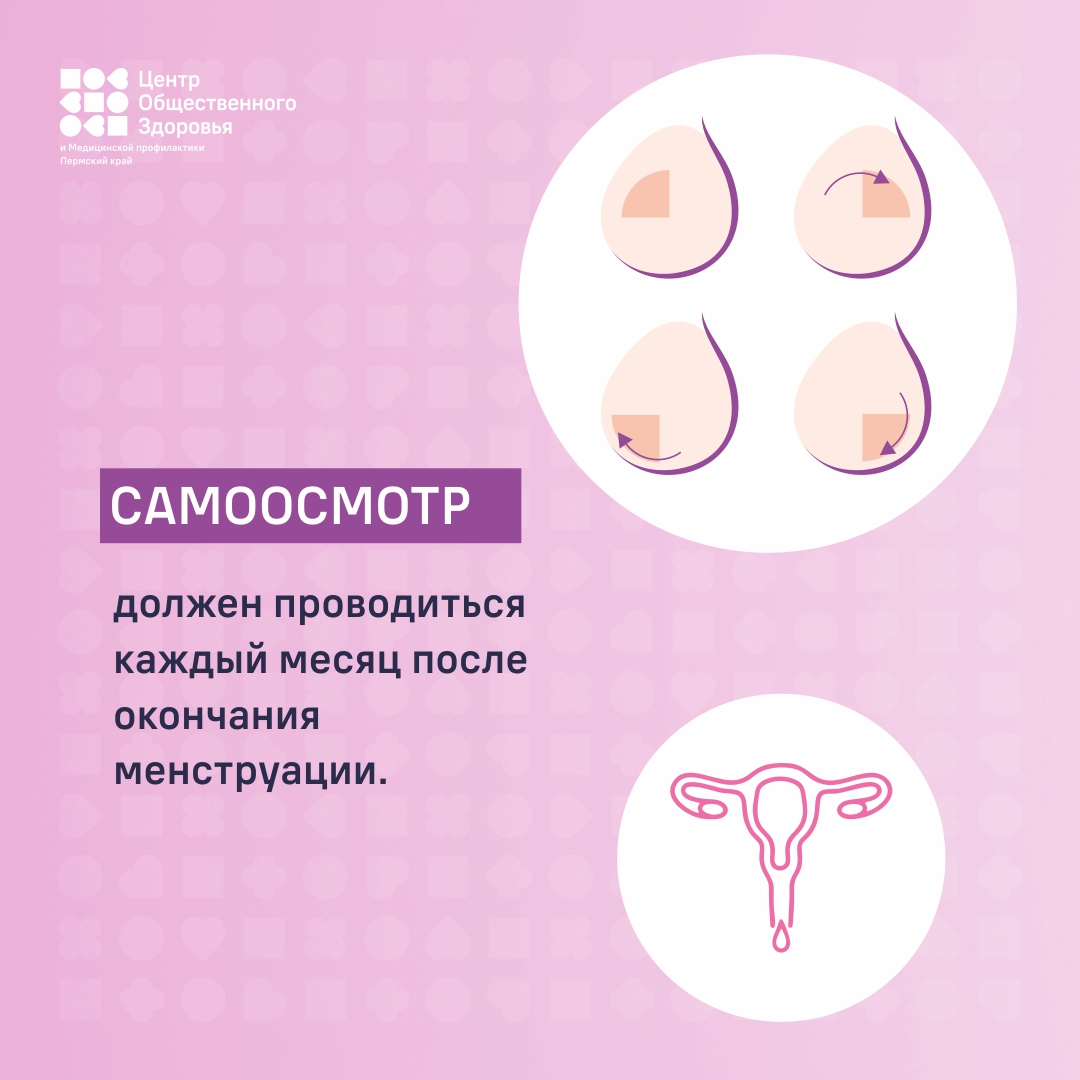 Центр
Общественного
Здоровья
и Медицинской профилактики
Пермский край
САМООСМОТР
должен проводиться
каждый месяц после
окончания
менструации.